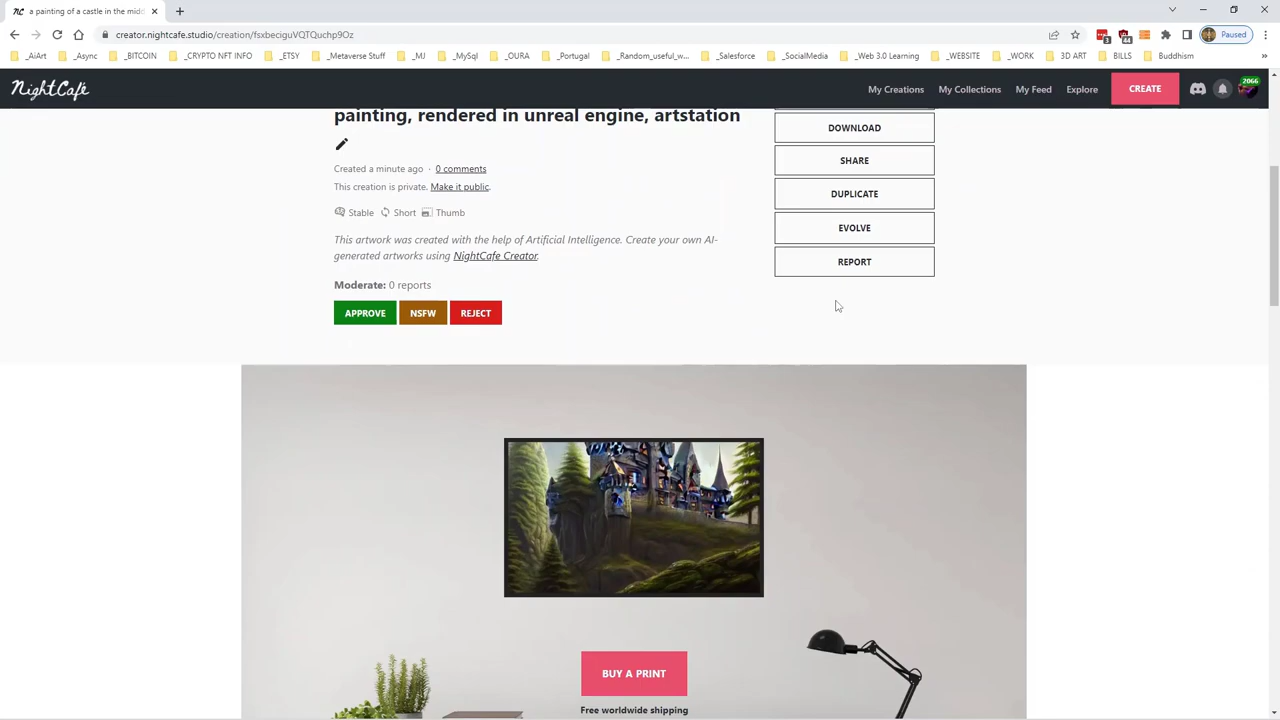 a painting of a castle in the midd
creator.nightcafe.studio/creation/fsxbeciguVQTQuchp9Oz
3
44
Paused
_AiArt
_Async
_BITCOIN
_CRYPTO NFT INFO
_ETSY
_Metaverse Stuff
_MJ
_MySql
_OURA
_Portugal
_Random_useful_w...
_Salesforce
_SocialMedia
_Web 3.0 Learning
_WEBSITE
_WORK
3D ART
BILLS
Buddhism
NightCafe
My Creations
My Collections
My Feed
Explore
CREATE
2066
painting, rendered in unreal engine, artstation
Created a minute ago · 0 comments
This creation is private. Make it public.
Stable Short Thumb
This artwork was created with the help of Artificial Intelligence. Create your own AI-
generated artworks using NightCafe Creator.
Moderate: 0 reports
APPROVE
NSFW
REJECT
DOWNLOAD
SHARE
DUPLICATE
EVOLVE
REPORT
BUY A PRINT
Free worldwide shipping